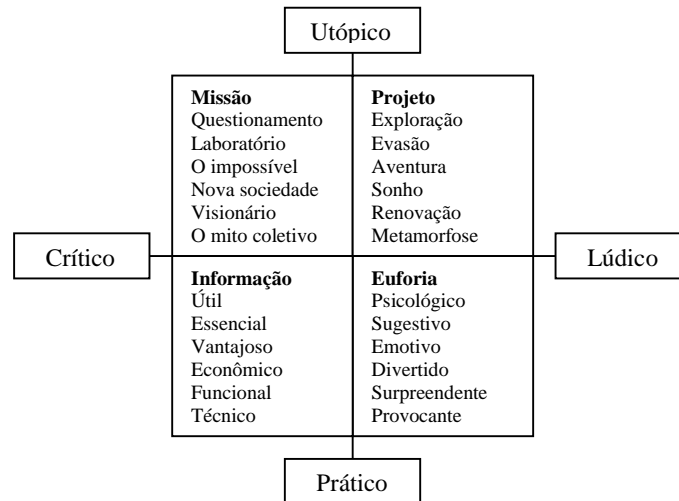 Utópico
Missão
Questionamento
Laboratório
O impossível
Nova sociedade
Visionário
O mito coletivo
Projeto
Exploração
Evasão
Aventura
Sonho
Renovação
Metamorfose
Crítico
Lúdico
Informação
Útil
Essencial
Vantajoso
Econômico
Funcional
Técnico
Euforia
Psicológico
Sugestivo
Emotivo
Divertido
Surpreendente
Provocante
Prático